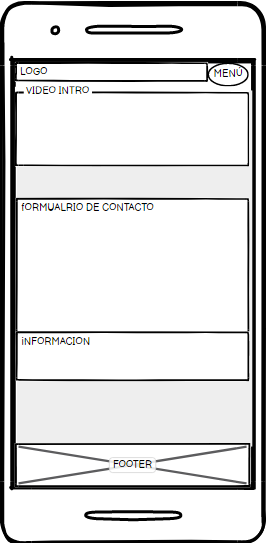 LOGO
MENU
VIDEO INTRO
fORMUALRIO DE CONTACTO
iNFORMACION
FOOTER